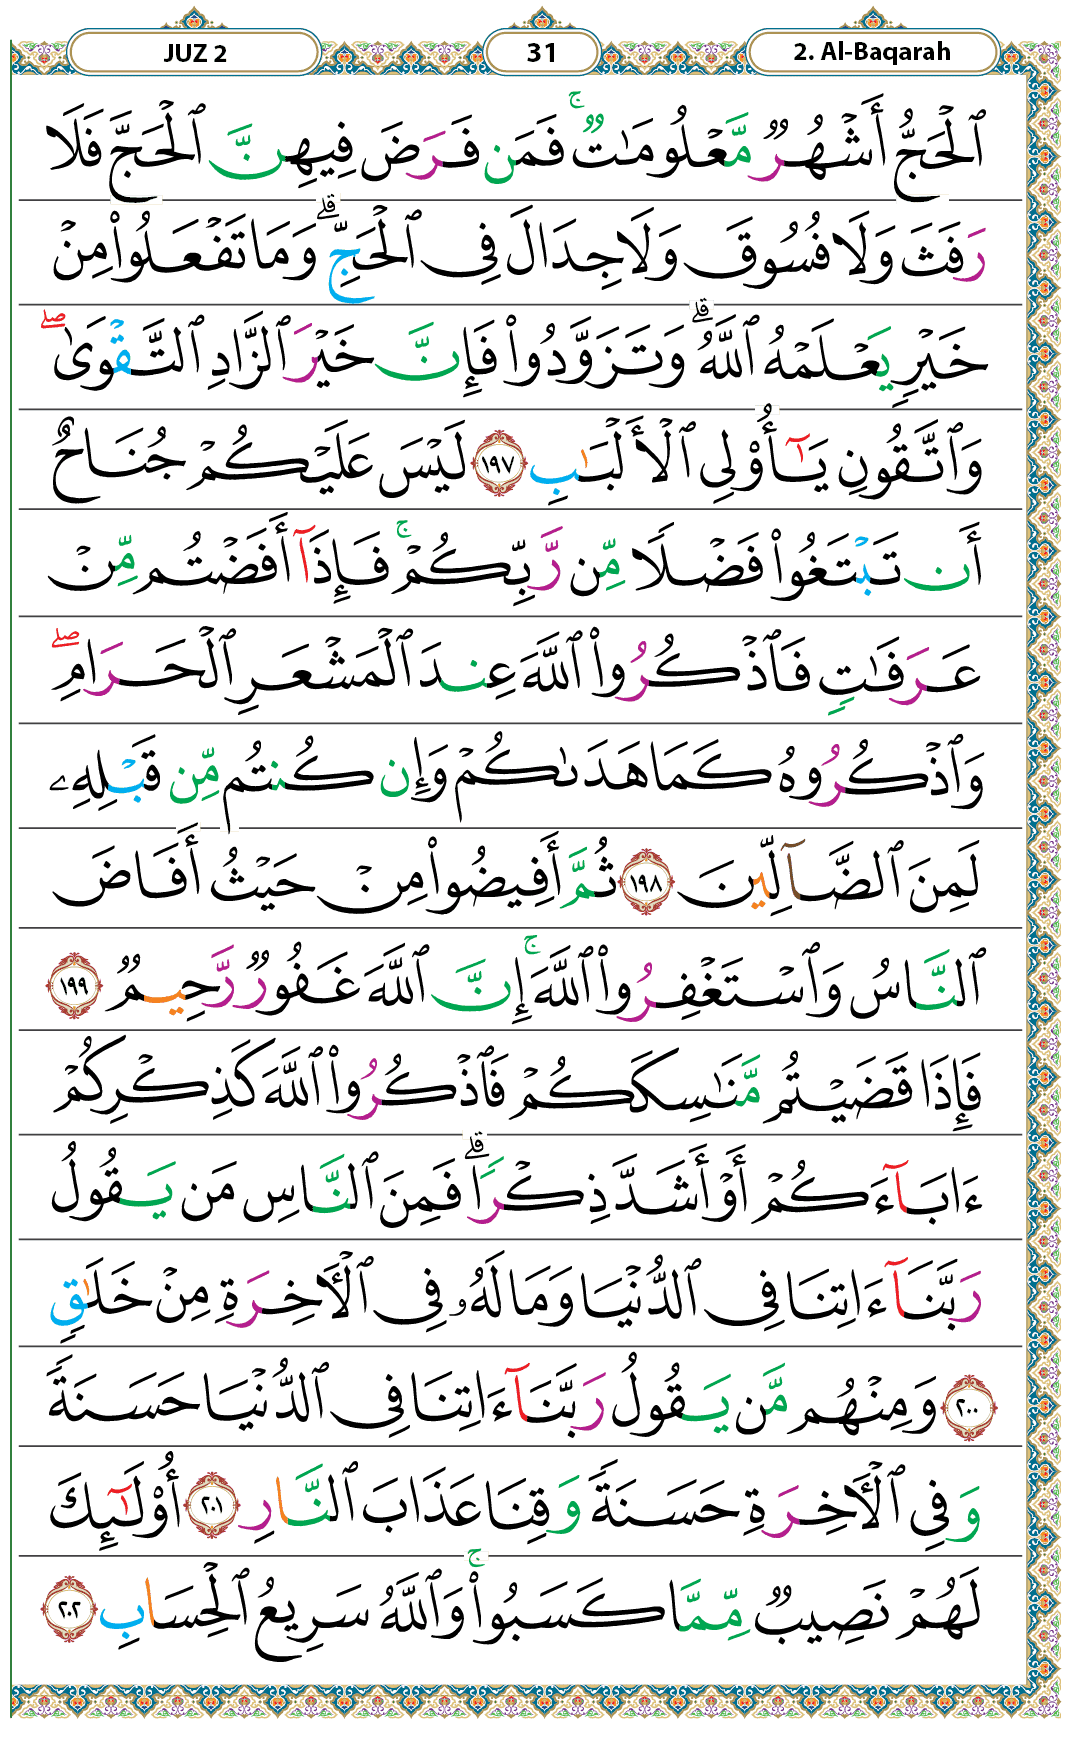 JUZ 2
31
2. Al-Baqarah
ٱلْحَجُّ أَشْهُرٌ مَّعْلُومَٰتٌ ۚ فَمَن فَرَضَ فِيهِنَّ ٱلْحَجَّ فَلَا
رَفَثَ وَلَا فُسُوقَ وَلَا جِدَالَ فِى ٱلْحَجِّ ۗ وَمَا تَفْعَلُوا۟ مِنْ
خَيْرٍ يَعْلَمْهُ ٱللَّهُ ۗ وَتَزَوَّدُوا۟ فَإِنَّ خَيْرَ ٱلزَّادِ ٱلتَّقْوَىٰ ۖ
وَٱتَّقُونِ يَٰٓأُو۟لِى ٱلْأَلْبَٰبِ ١٩٧ لَيْسَ عَلَيْكُمْ جُنَاحٌ
أَن تَبْتَغُوا۟ فَضْلًا مِّن رَّبِّكُمْ ۚ فَإِذَآ أَفَضْتُم مِّنْ
عَرَفَٰتٍ فَٱذْكُرُوا۟ ٱللَّهَ عِندَ ٱلْمَشْعَرِ ٱلْحَرَامِ ۖ
وَٱذْكُرُوهُ كَمَا هَدَىٰكُمْ وَإِن كُنتُم مِّن قَبْلِهِۦ
لَمِنَ ٱلضَّآلِّينَ ١٩٨ ثُمَّ أَفِيضُوا۟ مِنْ حَيْثُ أَفَاضَ
ٱلنَّاسُ وَٱسْتَغْفِرُوا۟ ٱللَّهَ ۚ إِنَّ ٱللَّهَ غَفُورٌ رَّحِيمٌ ١٩٩
فَإِذَا قَضَيْتُم مَّنَٰسِكَكُمْ فَٱذْكُرُوا۟ ٱللَّهَ كَذِكْرِكُمْ
ءَابَآءَكُمْ أَوْ أَشَدَّ ذِكْرًا ۗ فَمِنَ ٱلنَّاسِ مَن يَقُولُ
رَبَّنَآ ءَاتِنَا فِى ٱلدُّنْيَا وَمَا لَهُۥ فِى ٱلْءَاخِرَةِ مِنْ خَلَٰقٍ
٢٠٠ وَمِنْهُم مَّن يَقُولُ رَبَّنَآ ءَاتِنَا فِى ٱلدُّنْيَا حَسَنَةً
وَفِى ٱلْءَاخِرَةِ حَسَنَةً وَقِنَا عَذَابَ ٱلنَّارِ ٢٠١ أُو۟لَٰٓئِكَ
لَهُمْ نَصِيبٌ مِّمَّا كَسَبُوا۟ ۚ وَٱللَّهُ سَرِيعُ ٱلْحِسَابِ ٢٠٢